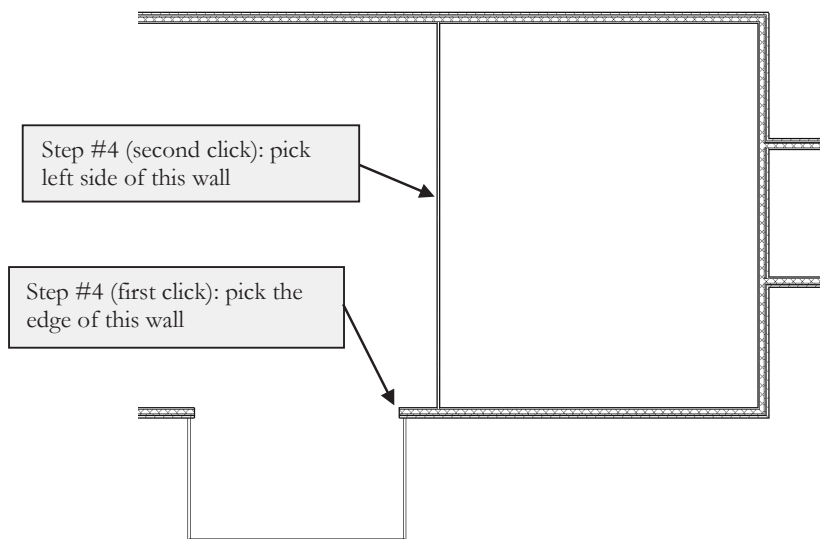 Step #4 (second click): pick
left side of this wall
Step #4 (first click): pick the
edge of this wall